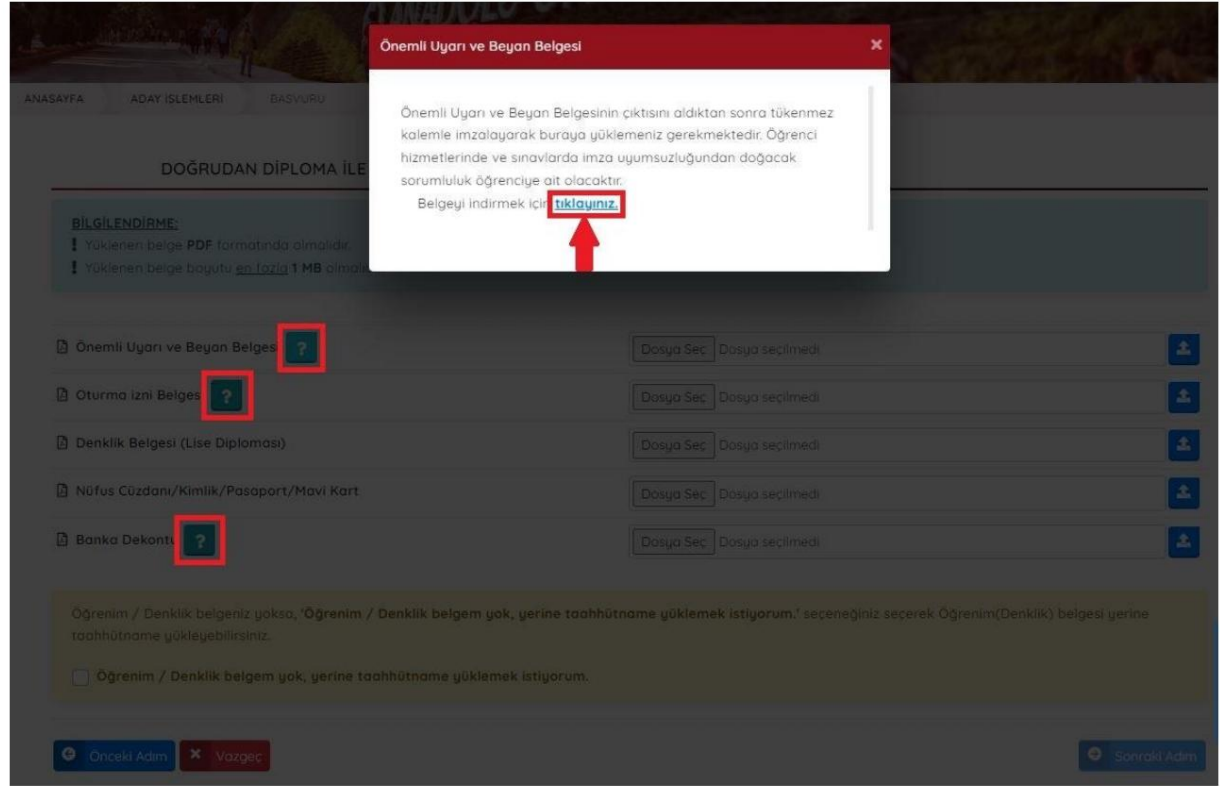 ANADOLU
Önemli Uyarı ve Beyan Belgesi ×
ANASAYFA ADAY İŞLEMLERİ BAŞVURU
Önemli Uyarı ve Beyan Belgesinin çıktısını aldıktan sonra tükenmez
kalemle imzalayarak buraya yüklemeniz gerekmektedir. Öğrenci
hizmetlerinde ve sınavlarda imza uyumsuzluğundan doğacak
sorumluluk öğrenciye ait olacaktır.
Belgeyi indirmek için tıklayınız.
DOĞRUDAN DİPLOMA İLE
BİLGİLENDİRME:
! Yüklenen belge PDF formatında olmalıdır.
! Yüklenen belge boyutu en fazla 1 MB
Önemli Uyarı ve Beyan Belgesi ? Dosya Seç Dosya seçilmedi
Oturma izni Belges ? Dosya Seç Dosya seçilmedi
Denklik Belgesi (Lise Diploması) Dosya Seç Dosya seçilmedi
Nüfus Cüzdanı/Kimlik/Pasaport/Mavi Kart Dosya Seç Dosya seçilmedi
Banka Dekontu ? Dosya Seç Dosya seçilmedi
Öğrenim / Denklik belgeniz yoksa, 'Öğrenim / Denklik belgem yok, yerine taahhütname yüklemek istiyorum.' seçeneğiniz seçerek Öğrenim(Denklik) belgesi yerine
taahhütname yükleyebilirsiniz.
Öğrenim / Denklik belgem yok, yerine taahhütname yüklemek istiyorum.
Önceki Adım × Vazgeç Sonraki Adım